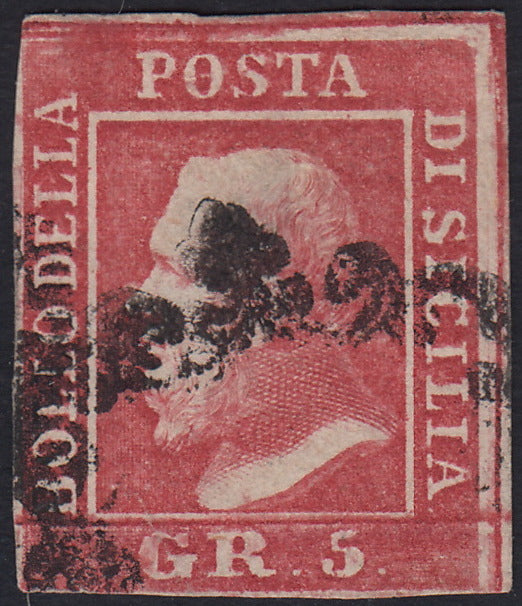 POSTA
BOLLO DELLA
DI SICILIA
GR. 5.